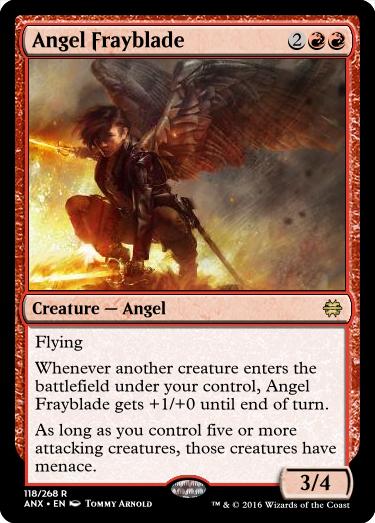 Angel Frayblade 2
Creature — Angel
Flying
Whenever another creature enters the
battlefield under your control, Angel
Frayblade gets +1/+0 until end of turn.
As long as you control five or more
attacking creatures, those creatures have
menace.
3/4
118/268 R
ANX • EN Tommy Arnold ™ & © 2016 Wizards of the Coast